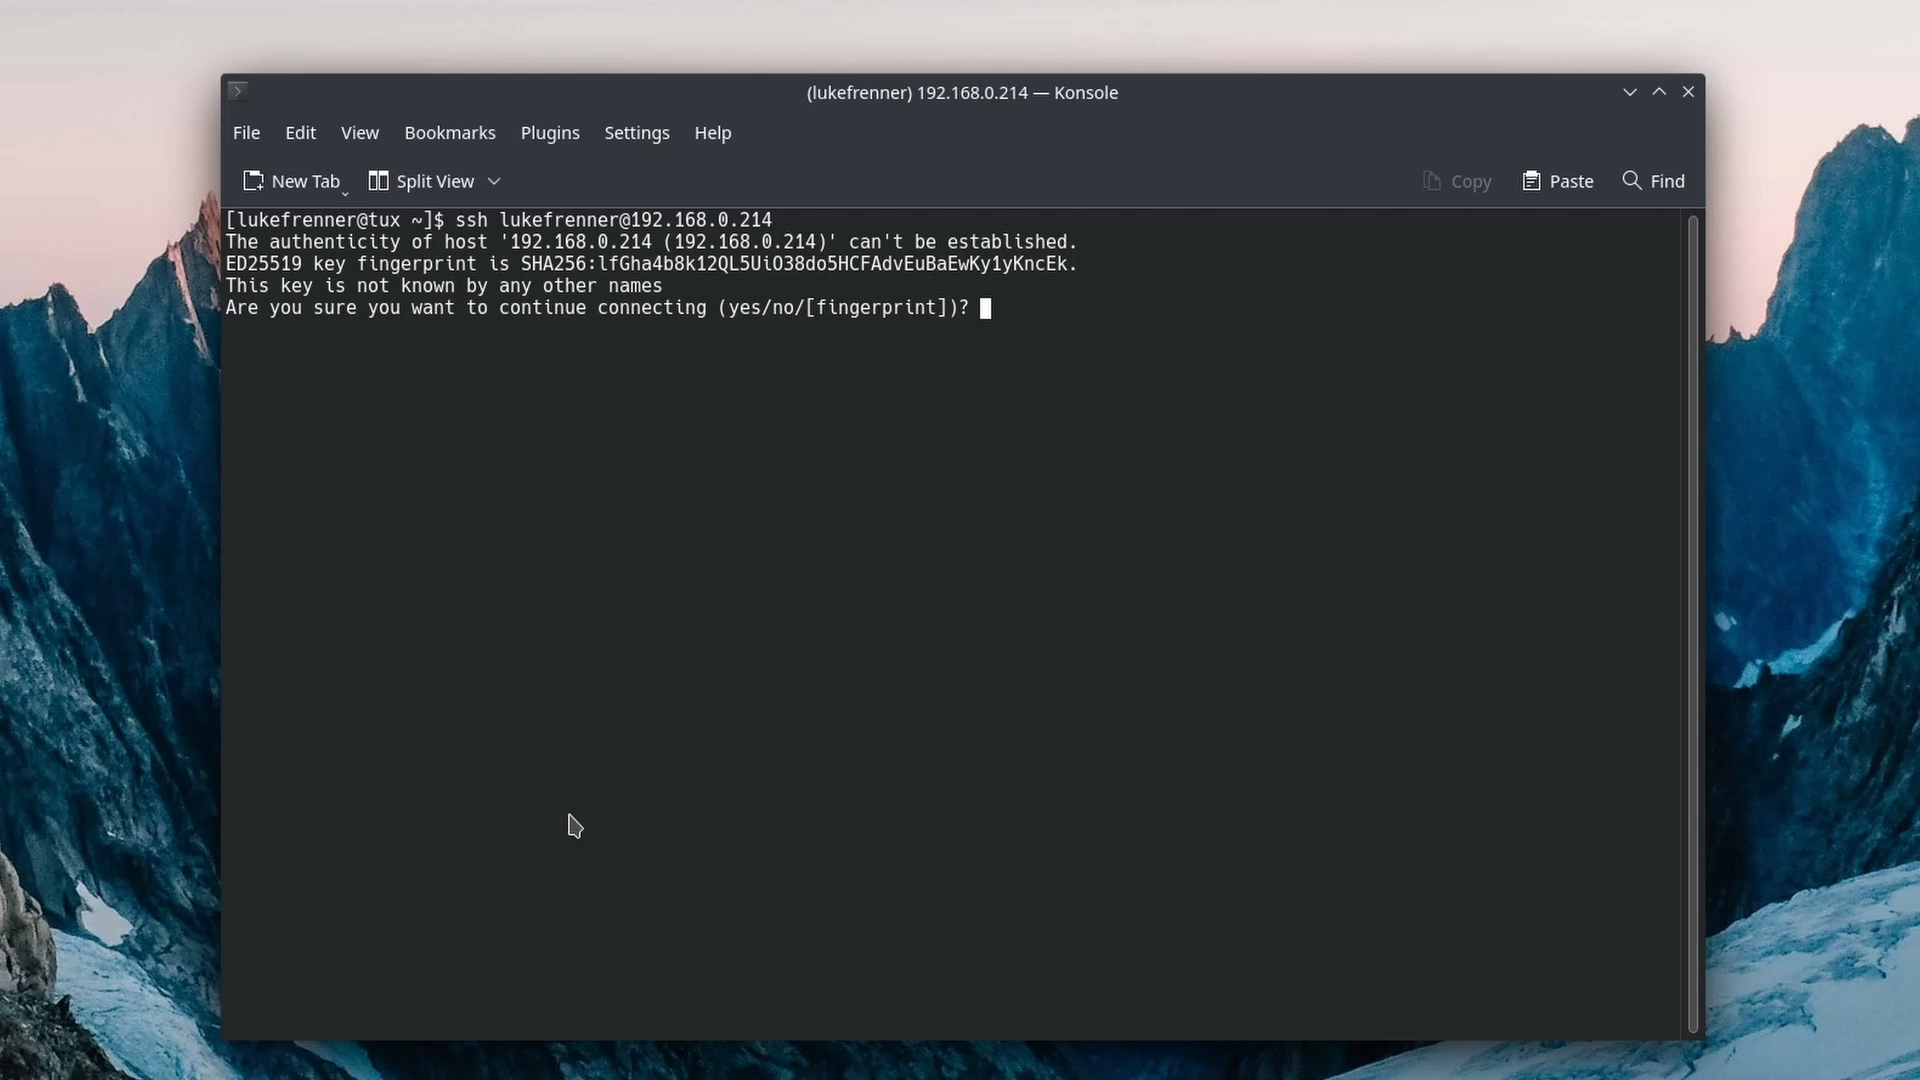 (lukefrenner) 192.168.0.214 — Konsole
File Edit View Bookmarks Plugins Settings Help
New Tab Split View Copy Paste Find
[lukefrenner@tux ~]$ ssh lukefrenner@192.168.0.214
The authenticity of host '192.168.0.214 (192.168.0.214)' can't be established.
ED25519 key fingerprint is SHA256:lfGha4b8k12QL5UiO38do5HCFAdvEuBaEwKy1yKncEk.
This key is not known by any other names
Are you sure you want to continue connecting (yes/no/[fingerprint])?